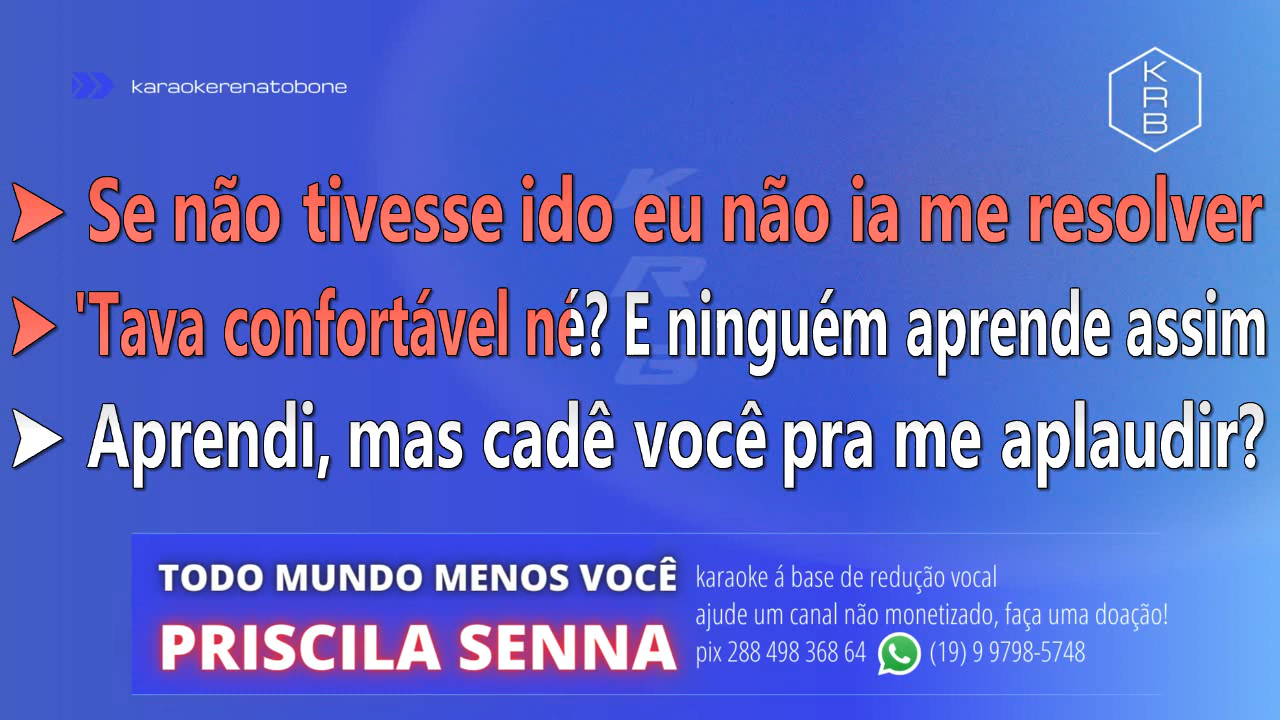 karaokerenatobone
K
R
B
➤ Se não tivesse ido eu não ia me resolver
➤ 'Tava confortável né? E ninguém aprende assim
➤ Aprendi, mas cadê você pra me aplaudir?
K
R
B
TODO MUNDO MENOS VOCÊ
PRISCILA SENNA
karaoke á base de redução vocal
ajude um canal não monetizado, faça uma doação!
pix 288 498 368 64 (19) 9 9798-5748